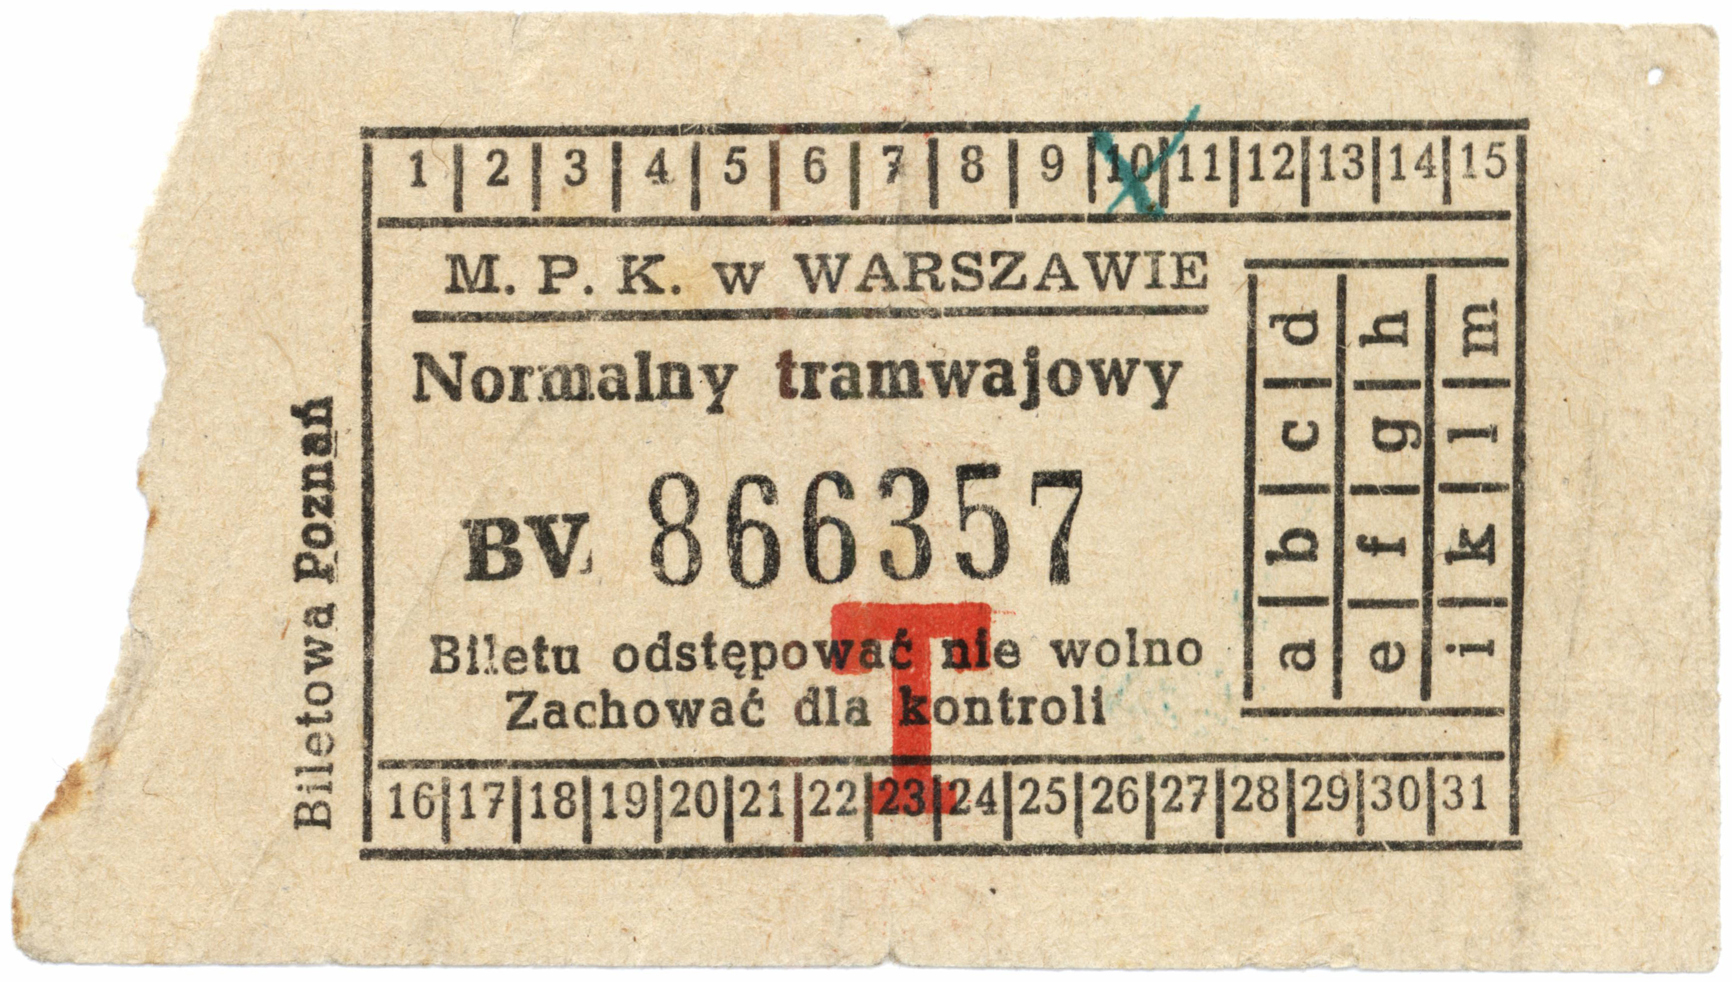 1 2 3 4 5 6 7 8 9 10 11 12 13 14 15
M. P. K. w WARSZAWIE
Normalny tramwajowy
BV 866357
T
Biletu odstępować nie wolno
Zachować dla kontroli
16 17 18 19 20 21 22 23 24 25 26 27 28 29 30 31
a b c d
e f g h
i k l m
Biletowa Poznań